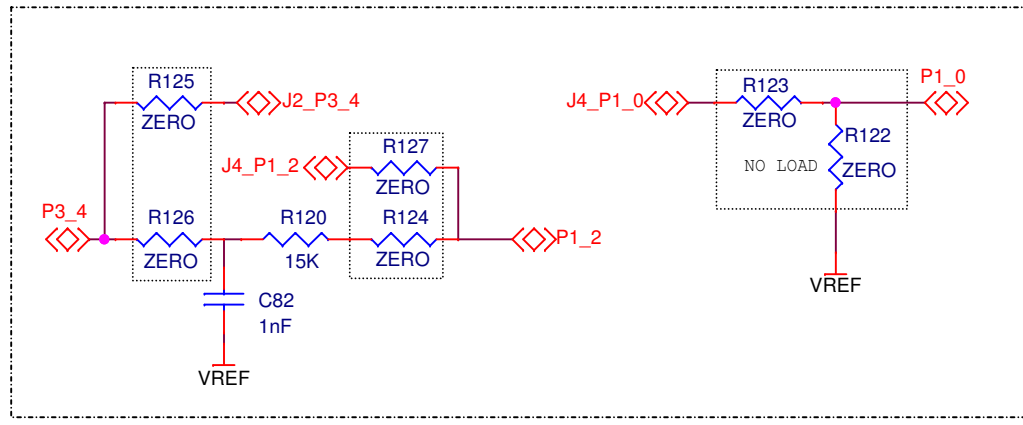 R125
J2_P3_4
ZERO
J4_P1_2
R127
ZERO
P3_4
R126
ZERO
R120
15K
R124
ZERO
P1_2
C82
1nF
VREF
J4_P1_0
R123
ZERO
P1_0
R122
NO LOAD
ZERO
VREF